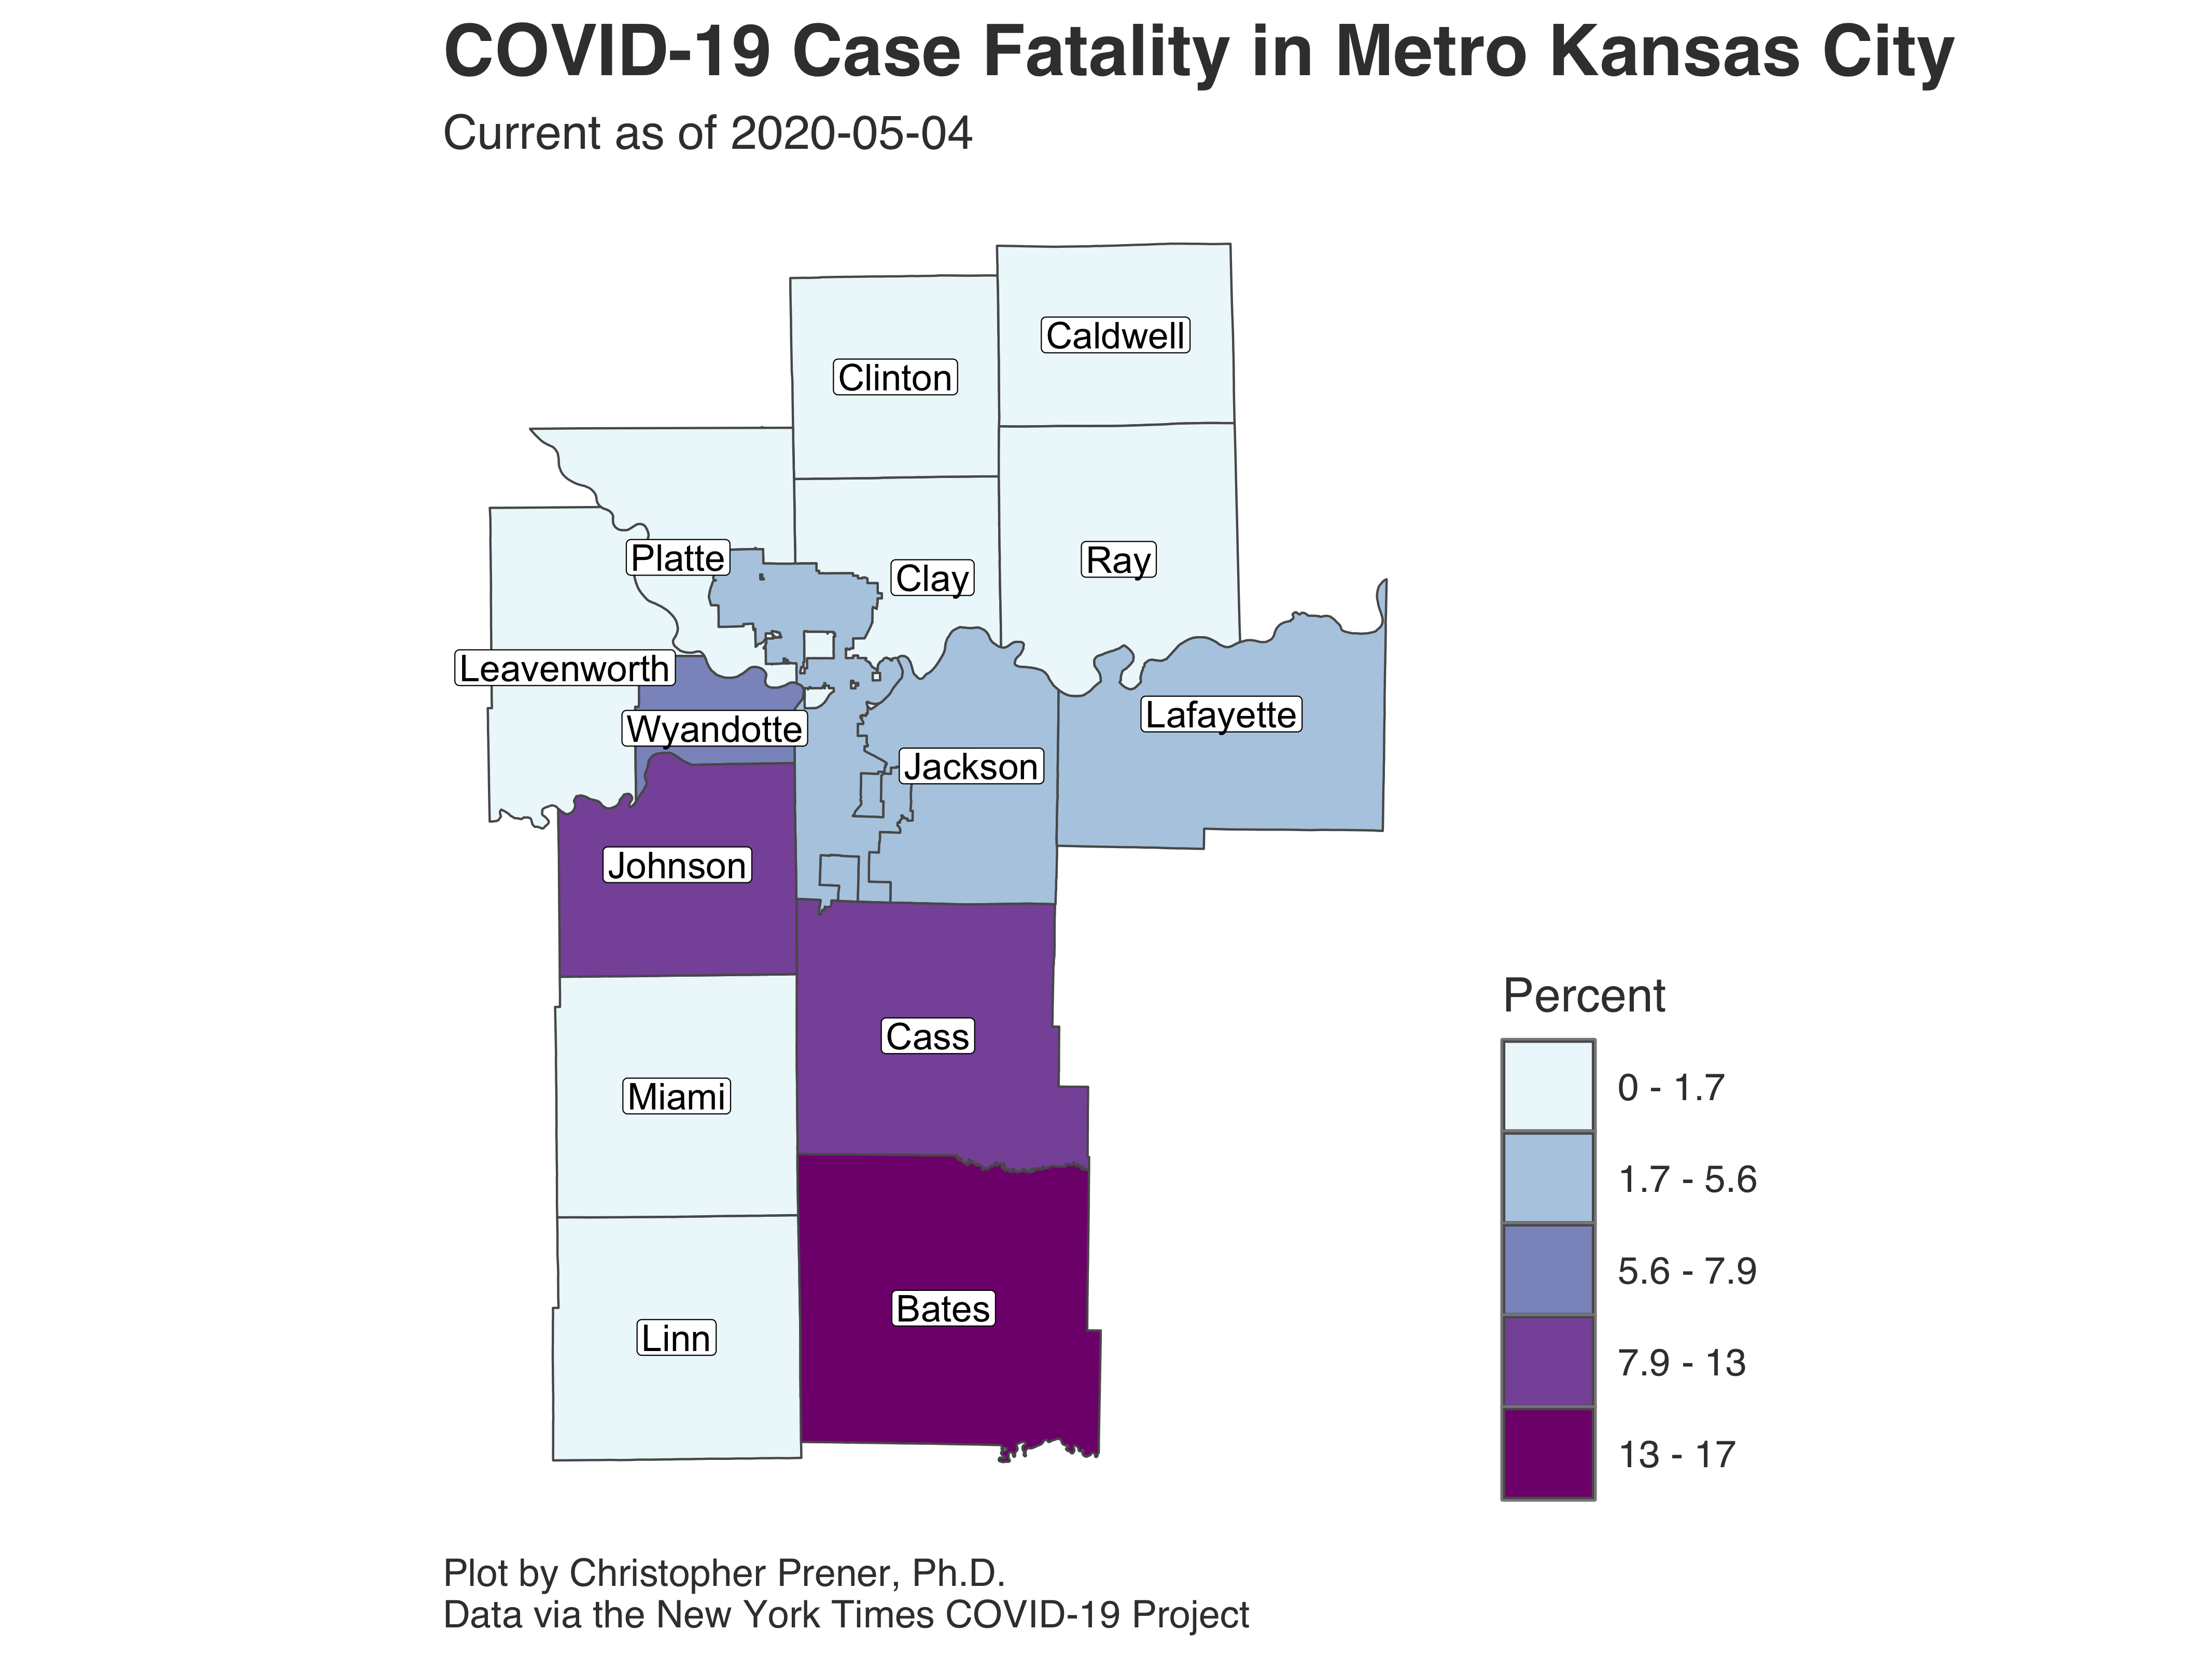 COVID-19 Case Fatality in Metro Kansas City
Current as of 2020-05-04
Caldwell
Clinton
Platte
Clay
Ray
Leavenworth
Wyandotte
Lafayette
Jackson
Johnson
Cass
Miami
Bates
Linn
Percent
0 - 1.7
1.7 - 5.6
5.6 - 7.9
7.9 - 13
13 - 17
Plot by Christopher Prener, Ph.D.
Data via the New York Times COVID-19 Project